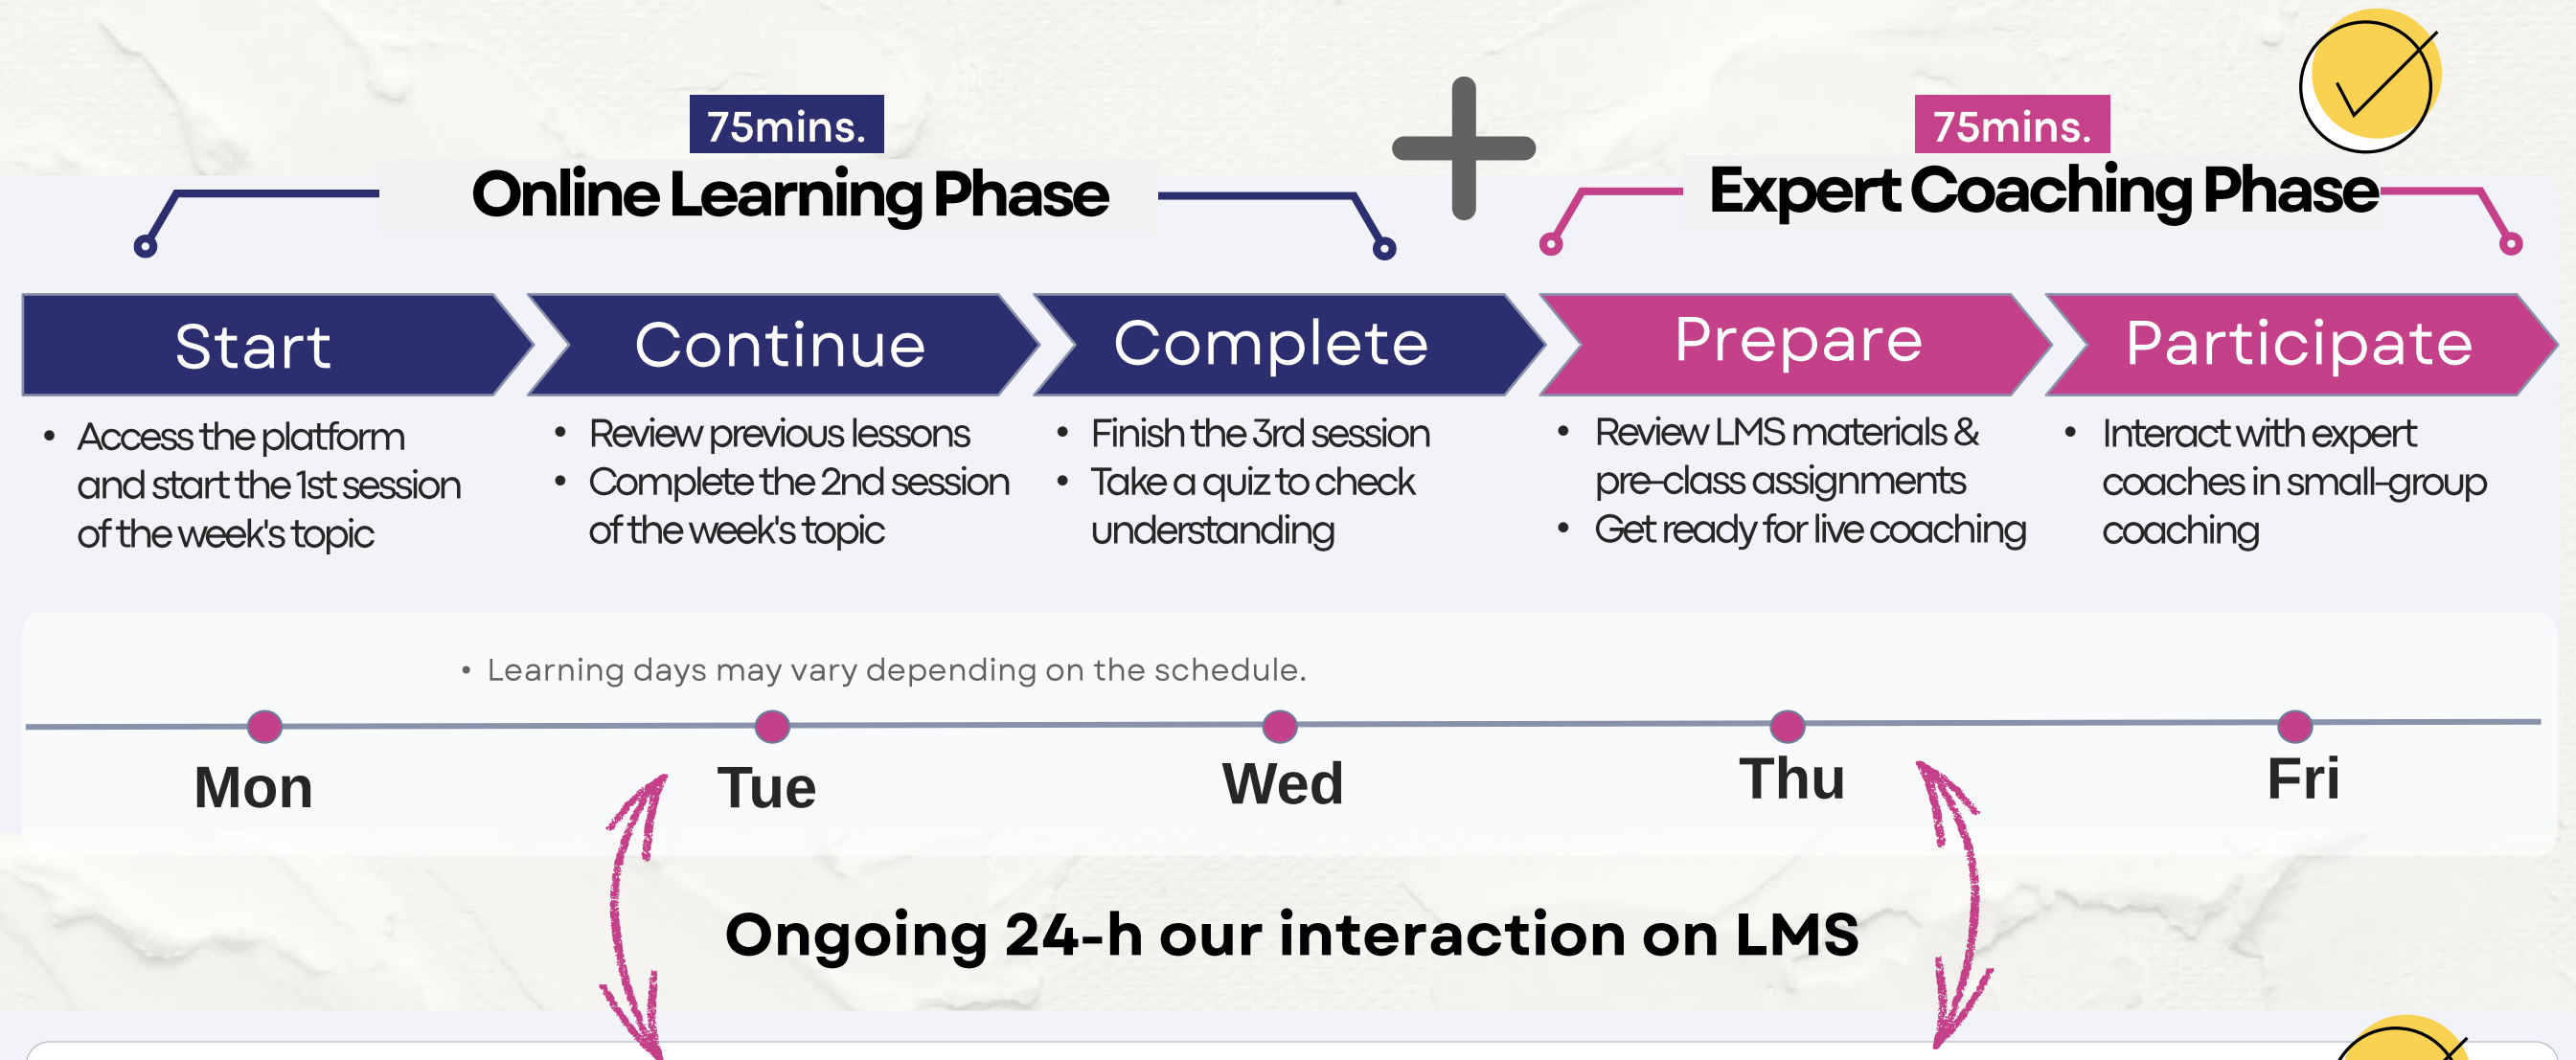 75mins.
Online Learning Phase
75mins.
Expert Coaching Phase
Start
Continue
Complete
Prepare
Participate
• Access the platform
and start the 1st session
of the week's topic
• Review previous lessons
• Complete the 2nd session
of the week's topic
• Finish the 3rd session
• Take a quiz to check
understanding
• Review LMS materials &
pre-class assignments
• Get ready for live coaching
• Interact with expert
coaches in small-group
coaching
• Learning days may vary depending on the schedule.
Mon
Tue
Wed
Thu
Fri
Ongoing 24-h our interaction on LMS